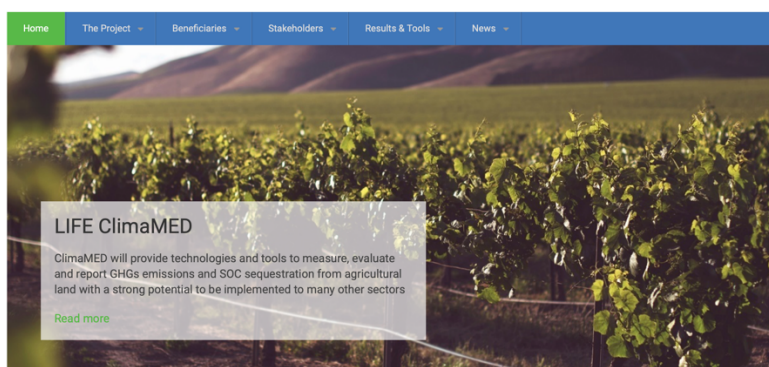 Home The Project Beneficiaries Stakeholders Results & Tools News
LIFE ClimaMED
ClimaMED will provide technologies and tools to measure, evaluate
and report GHGs emissions and SOC sequestration from agricultural
land with a strong potential to be implemented to many other sectors
Read more